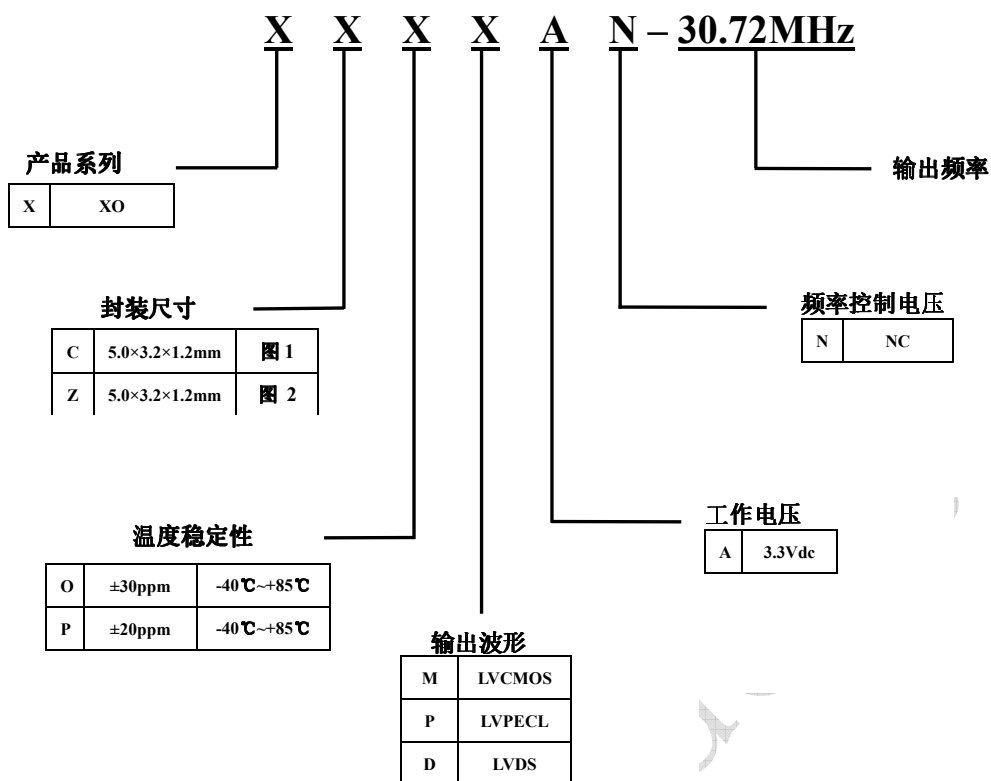 X X X X A N – 30.72MHz
产品系列
X XO
输出频率
封装尺寸
C 5.0×3.2×1.2mm 图 1
Z 5.0×3.2×1.2mm 图 2
频率控制电压
N NC
温度稳定性
O ±30ppm -40℃~+85℃
P ±20ppm -40℃~+85℃
工作电压
A 3.3Vdc
输出波形
M LVCMOS
P LVPECL
D LVDS